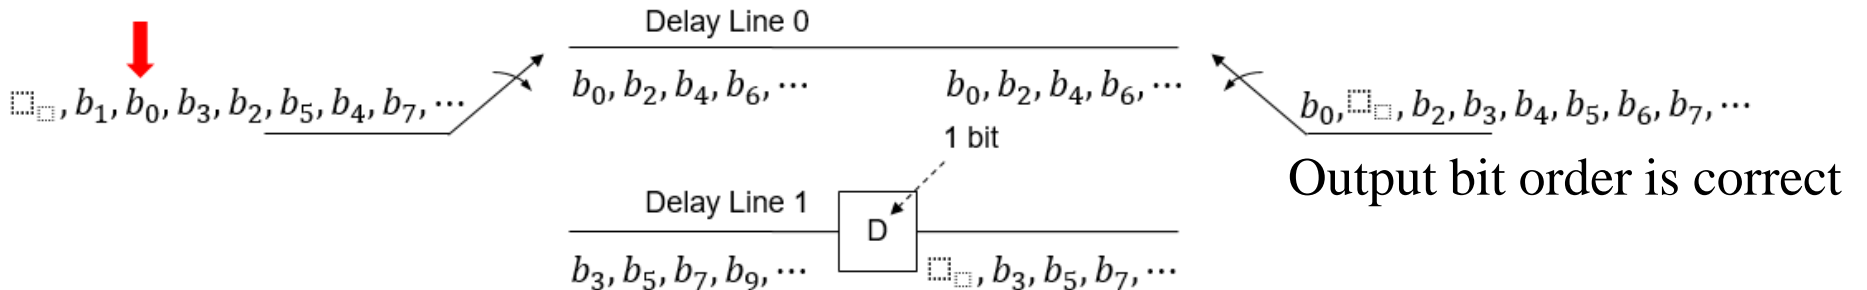 Delay Line 0
□□, b₁, b₀, b₃, b₂, b₅, b₄, b₇, ⋯
b₀, b₂, b₄, b₆, ⋯
b₀, b₂, b₄, b₆, ⋯
b₀, □□, b₂, b₃, b₄, b₅, b₆, b₇, ⋯
1 bit
Output bit order is correct
Delay Line 1
D
b₃, b₅, b₇, b₉, ⋯
□□, b₃, b₅, b₇, ⋯